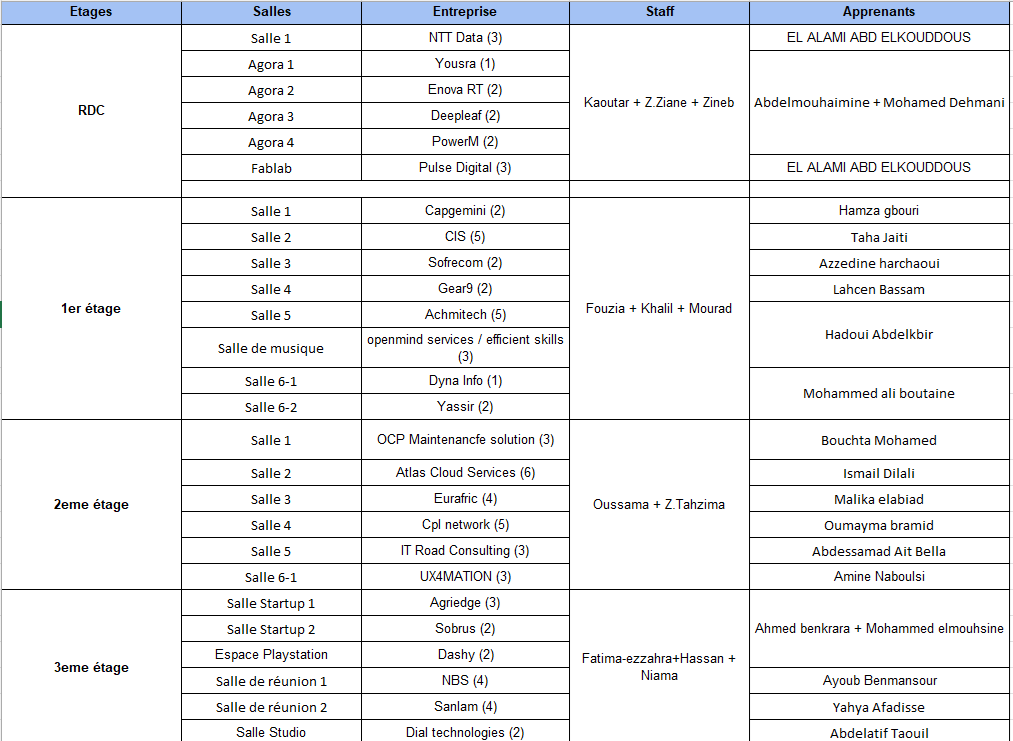 Etages Salles Entreprise Staff Apprenants
RDC
Salle 1 NTT Data (3) EL ALAMI ABD ELKOUDDOUS
Agora 1 Yousra (1)
Agora 2 Enova RT (2)
Kaoutar + Z.Ziane + Zineb Abdelmouhaimine + Mohamed Dehmani
Agora 3 Deepleaf (2)
Agora 4 PowerM (2)
Fablab Pulse Digital (3) EL ALAMI ABD ELKOUDDOUS
1er étage
Salle 1 Capgemini (2) Hamza gbouri
Salle 2 CIS (5) Taha Jaiti
Salle 3 Sofrecom (2) Azzedine harchaoui
Salle 4 Gear9 (2) Lahcen Bassam
Fouzia + Khalil + Mourad
Salle 5 Achmitech (5)
Hadoui Abdelkbir
Salle de musique openmind services / efficient skills
(3)
Salle 6-1 Dyna Info (1)
Mohammed ali boutaine
Salle 6-2 Yassir (2)
2eme étage
Salle 1 OCP Maintenancfe solution (3) Bouchta Mohamed
Salle 2 Atlas Cloud Services (6) Ismail Dilali
Salle 3 Eurafric (4) Malika elabiad
Oussama + Z.Tahzima
Salle 4 Cpl network (5) Oumayma bramid
Salle 5 IT Road Consulting (3) Abdessamad Ait Bella
Salle 6-1 UX4MATION (3) Amine Naboulsi
3eme étage
Salle Startup 1 Agriedge (3)
Salle Startup 2 Sobrus (2) Ahmed benkrara + Mohammed elmouhsine
Espace Playstation Dashy (2)
Fatima-ezzahra+Hassan +
Niama
Salle de réunion 1 NBS (4) Ayoub Benmansour
Salle de réunion 2 Sanlam (4) Yahya Afadisse
Salle Studio Dial technologies (2) Abdelatif Taouil